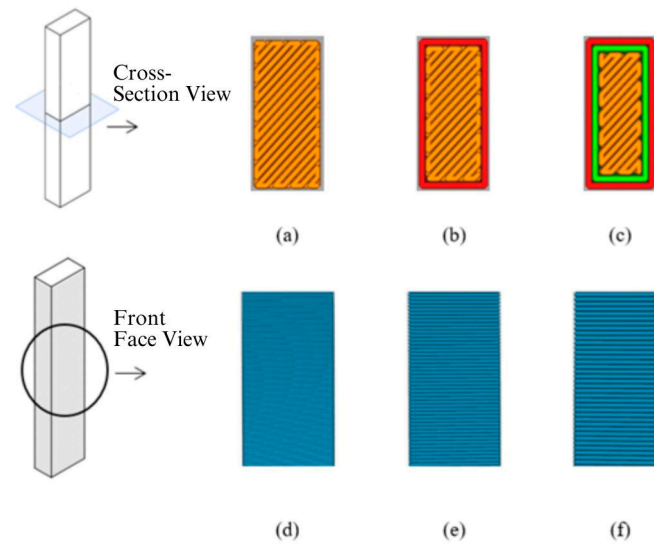 Cross-
Section View
(a)
(b)
(c)
Front
Face View
(d)
(e)
(f)